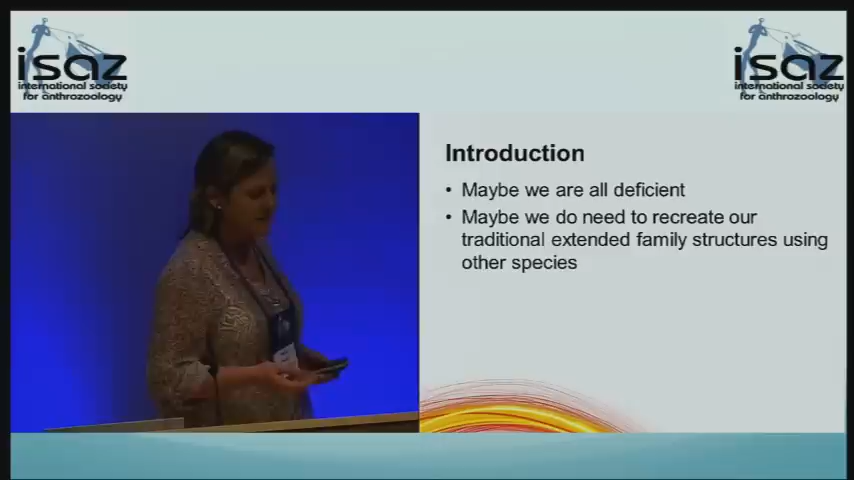 isaz
international society
for anthrozoology
isaz
international society
for anthrozoology
Introduction
• Maybe we are all deficient
• Maybe we do need to recreate our
traditional extended family structures using
other species